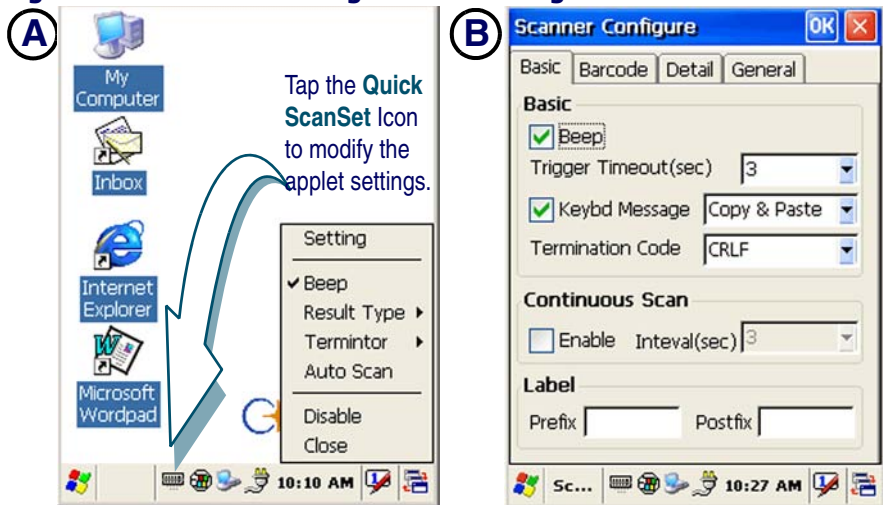 A
My
Computer
Inbox
Internet
Explorer
Microsoft
Wordpad
Tap the Quick
ScanSet Icon
to modify the
applet settings.
Setting
Beep
Result Type
Termintor
Auto Scan
Disable
Close
10:10 AM
B
Scanner Configure OK
Basic Barcode Detail General
Basic
Beep
Trigger Timeout(sec) 3
Keybd Message Copy & Paste
Termination Code CRLF
Continuous Scan
Enable Inteval(sec) 3
Label
Prefix Postfix
Sc... 10:27 AM